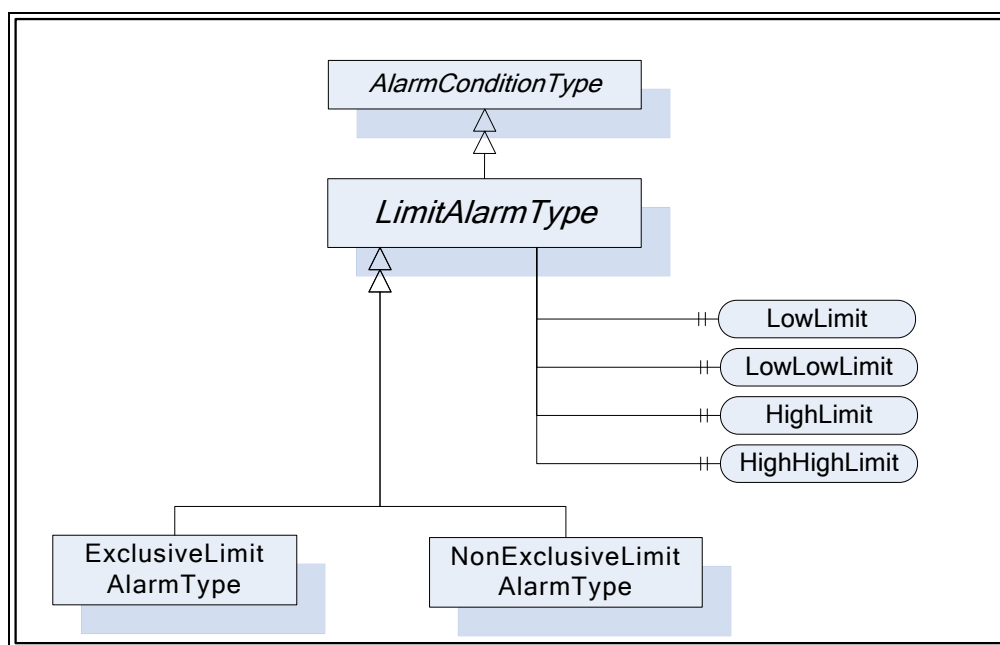 AlarmConditionType
LimitAlarmType
LowLimit
LowLowLimit
HighLimit
HighHighLimit
ExclusiveLimit
AlarmType
NonExclusiveLimit
AlarmType